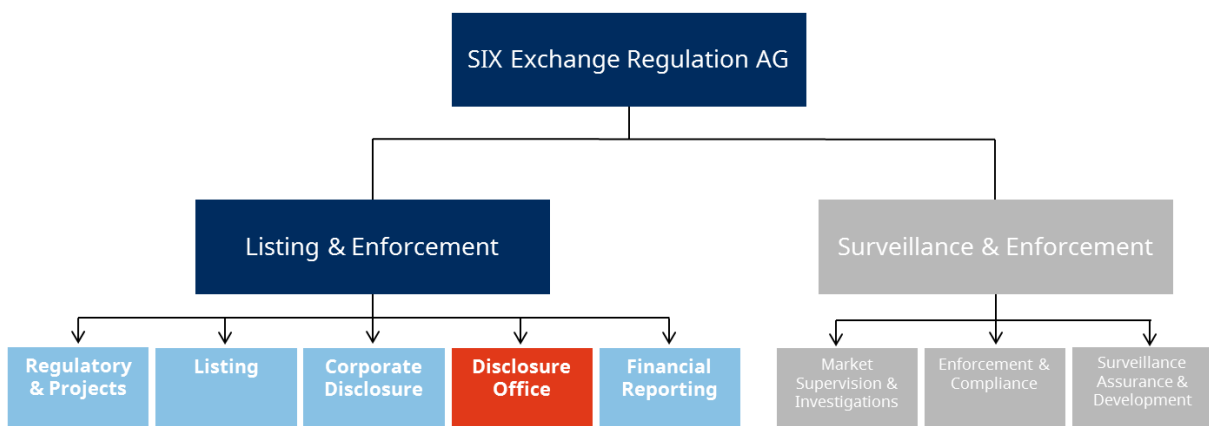 SIX Exchange Regulation AG
Listing & Enforcement
Surveillance & Enforcement
Regulatory
& Projects
Listing
Corporate
Disclosure
Disclosure
Office
Financial
Reporting
Market
Supervision &
Investigations
Enforcement &
Compliance
Surveillance
Assurance &
Development